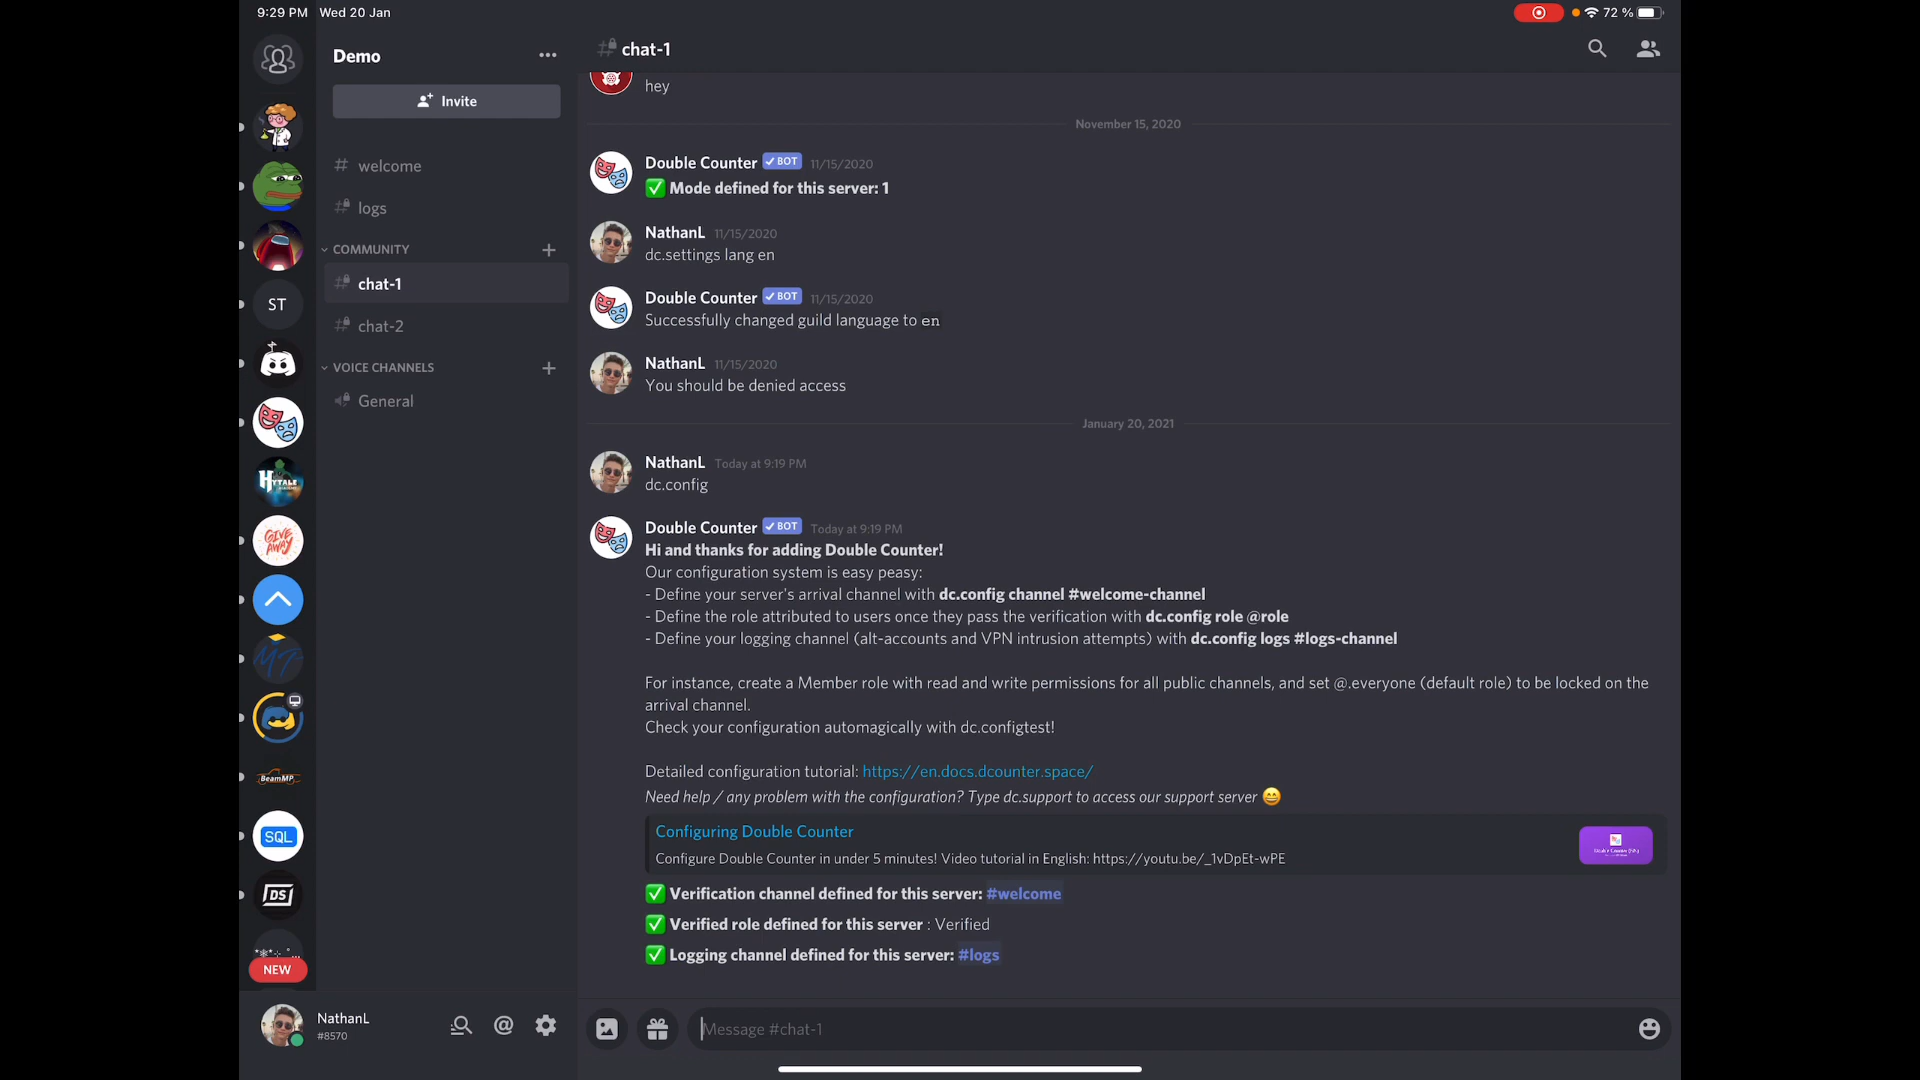 9:29 PM Wed 20 Jan
72 %
Demo
Invite
welcome
logs
COMMUNITY
chat-1
chat-2
VOICE CHANNELS
General
ST
HYTALE
GIVE
AWAY
BeamMP
SQL
DS
NEW
NathanL
#8570
chat-1
hey
November 15, 2020
Double Counter BOT 11/15/2020
Mode defined for this server: 1
NathanL 11/15/2020
dc.settings lang en
Double Counter BOT 11/15/2020
Successfully changed guild language to en
NathanL 11/15/2020
You should be denied access
January 20, 2021
NathanL Today at 9:19 PM
dc.config
Double Counter BOT Today at 9:19 PM
Hi and thanks for adding Double Counter!
Our configuration system is easy peasy:
- Define your server's arrival channel with dc.config channel #welcome-channel
- Define the role attributed to users once they pass the verification with dc.config role @role
- Define your logging channel (alt-accounts and VPN intrusion attempts) with dc.config logs #logs-channel
For instance, create a Member role with read and write permissions for all public channels, and set @.everyone (default role) to be locked on the
arrival channel.
Check your configuration automagically with dc.configtest!
Detailed configuration tutorial: https://en.docs.dcounter.space/
Need help / any problem with the configuration? Type dc.support to access our support server
Configuring Double Counter
Configure Double Counter in under 5 minutes! Video tutorial in English: https://youtu.be/_1vDpEt-wPE
Verification channel defined for this server: #welcome
Verified role defined for this server : Verified
Logging channel defined for this server: #logs
Message #chat-1